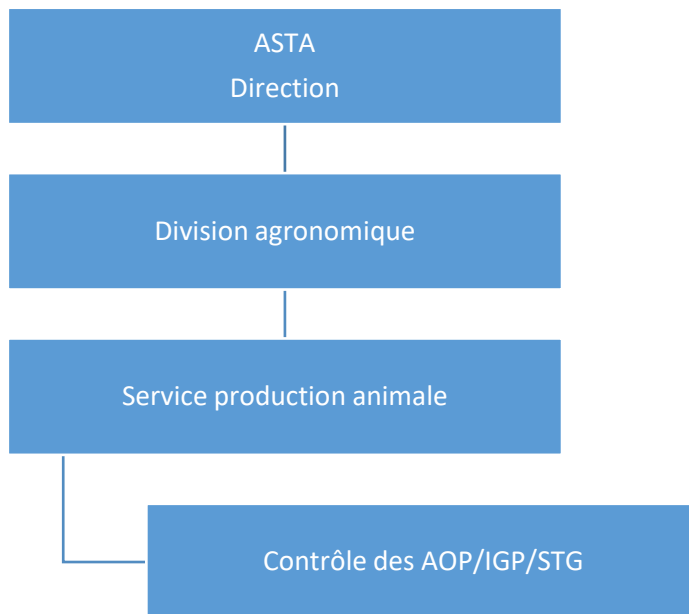 ASTA
Direction
Division agronomique
Service production animale
Contrôle des AOP/IGP/STG